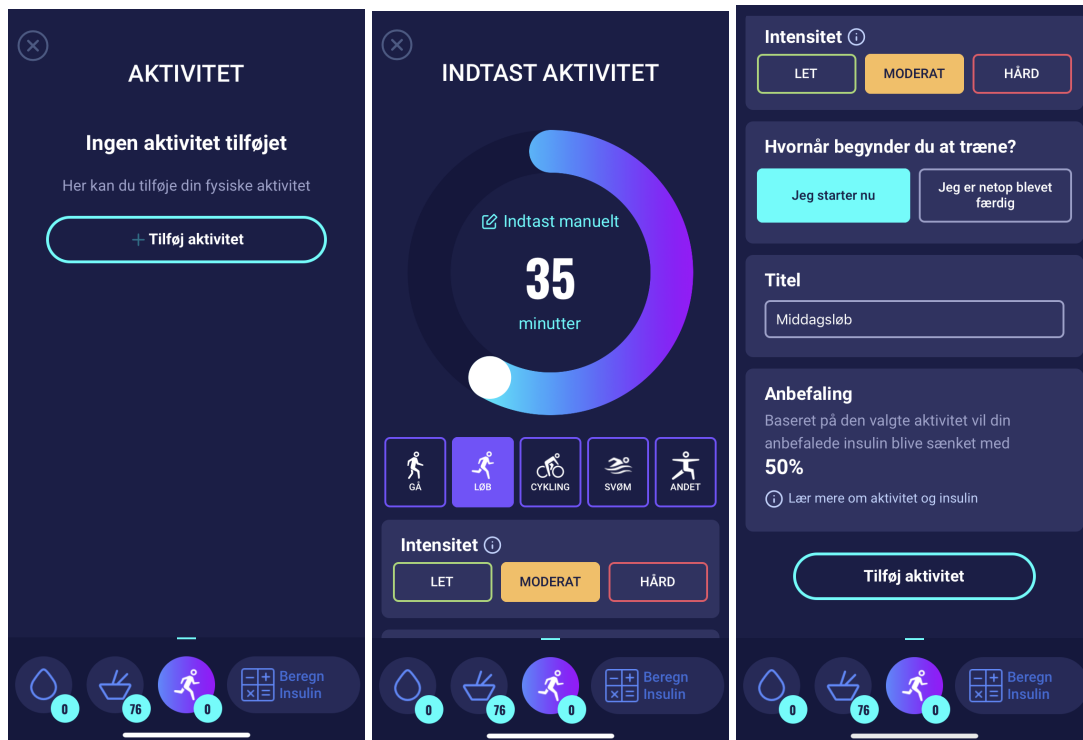 AKTIVITET
Ingen aktivitet tilføjet
Her kan du tilføje din fysiske aktivitet
+ Tilføj aktivitet
0
76
0
Beregn
Insulin
INDTAST AKTIVITET
Indtast manuelt
35
minutter
GÅ
LØB
CYKLING
SVØM
ANDET
Intensitet
LET
MODERAT
HÅRD
0
76
0
Beregn
Insulin
Intensitet
LET
MODERAT
HÅRD
Hvornår begynder du at træne?
Jeg starter nu
Jeg er netop blevet
færdig
Titel
Middagsløb
Anbefaling
Baseret på den valgte aktivitet vil din
anbefalede insulin blive sænket med
50%
Lær mere om aktivitet og insulin
Tilføj aktivitet
0
76
0
Beregn
Insulin